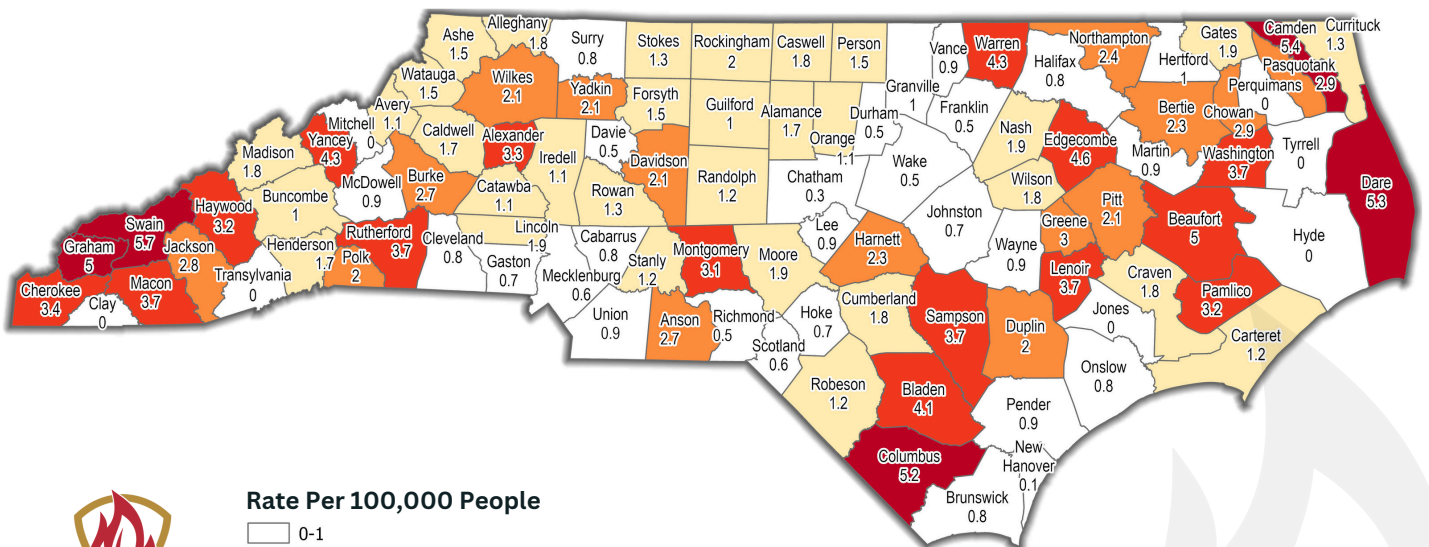 Alleghany
1.8
Ashe
1.5
Surry
0.8
Stokes
1.3
Rockingham
2
Caswell
1.8
Person
1.5
Vance
0.9
Warren
4.3
Northampton
2.4
Gates
1.9
Camden
5.4
Currituck
1.3
Hertford
1
Pasquotank
2.9
Halifax
0.8
Perquimans
0
Watauga
1.5
Wilkes
2.1
Yadkin
2.1
Forsyth
1.5
Guilford
1
Alamance
1.7
Orange
1.1
Durham
0.5
Granville
1
Franklin
0.5
Bertie
2.3
Chowan
2.9
Avery
1.1
Mitchell
0
Yancey
4.3
Caldwell
1.7
Alexander
3.3
Davie
0.5
Iredell
1.1
Davidson
2.1
Randolph
1.2
Chatham
0.3
Wake
0.5
Nash
1.9
Edgecombe
4.6
Martin
0.9
Washington
3.7
Tyrrell
0
Dare
5.3
Madison
1.8
Buncombe
1
McDowell
0.9
Burke
2.7
Catawba
1.1
Rowan
1.3
Wilson
1.8
Pitt
2.1
Beaufort
5
Hyde
0
Haywood
3.2
Swain
5.7
Graham
5
Jackson
2.8
Henderson
1.7
Polk
2
Rutherford
3.7
Cleveland
0.8
Lincoln
1.9
Gaston
0.7
Cabarrus
0.8
Mecklenburg
0.6
Stanly
1.2
Montgomery
3.1
Moore
1.9
Lee
0.9
Harnett
2.3
Johnston
0.7
Wayne
0.9
Greene
3
Lenoir
3.7
Craven
1.8
Pamlico
3.2
Cherokee
3.4
Clay
0
Macon
3.7
Transylvania
0
Union
0.9
Anson
2.7
Richmond
0.5
Scotland
0.6
Hoke
0.7
Cumberland
1.8
Sampson
3.7
Duplin
2
Jones
0
Carteret
1.2
Onslow
0.8
Robeson
1.2
Bladen
4.1
Pender
0.9
Columbus
5.2
New
Hanover
0.1
Brunswick
0.8
Rate Per 100,000 People
0-1